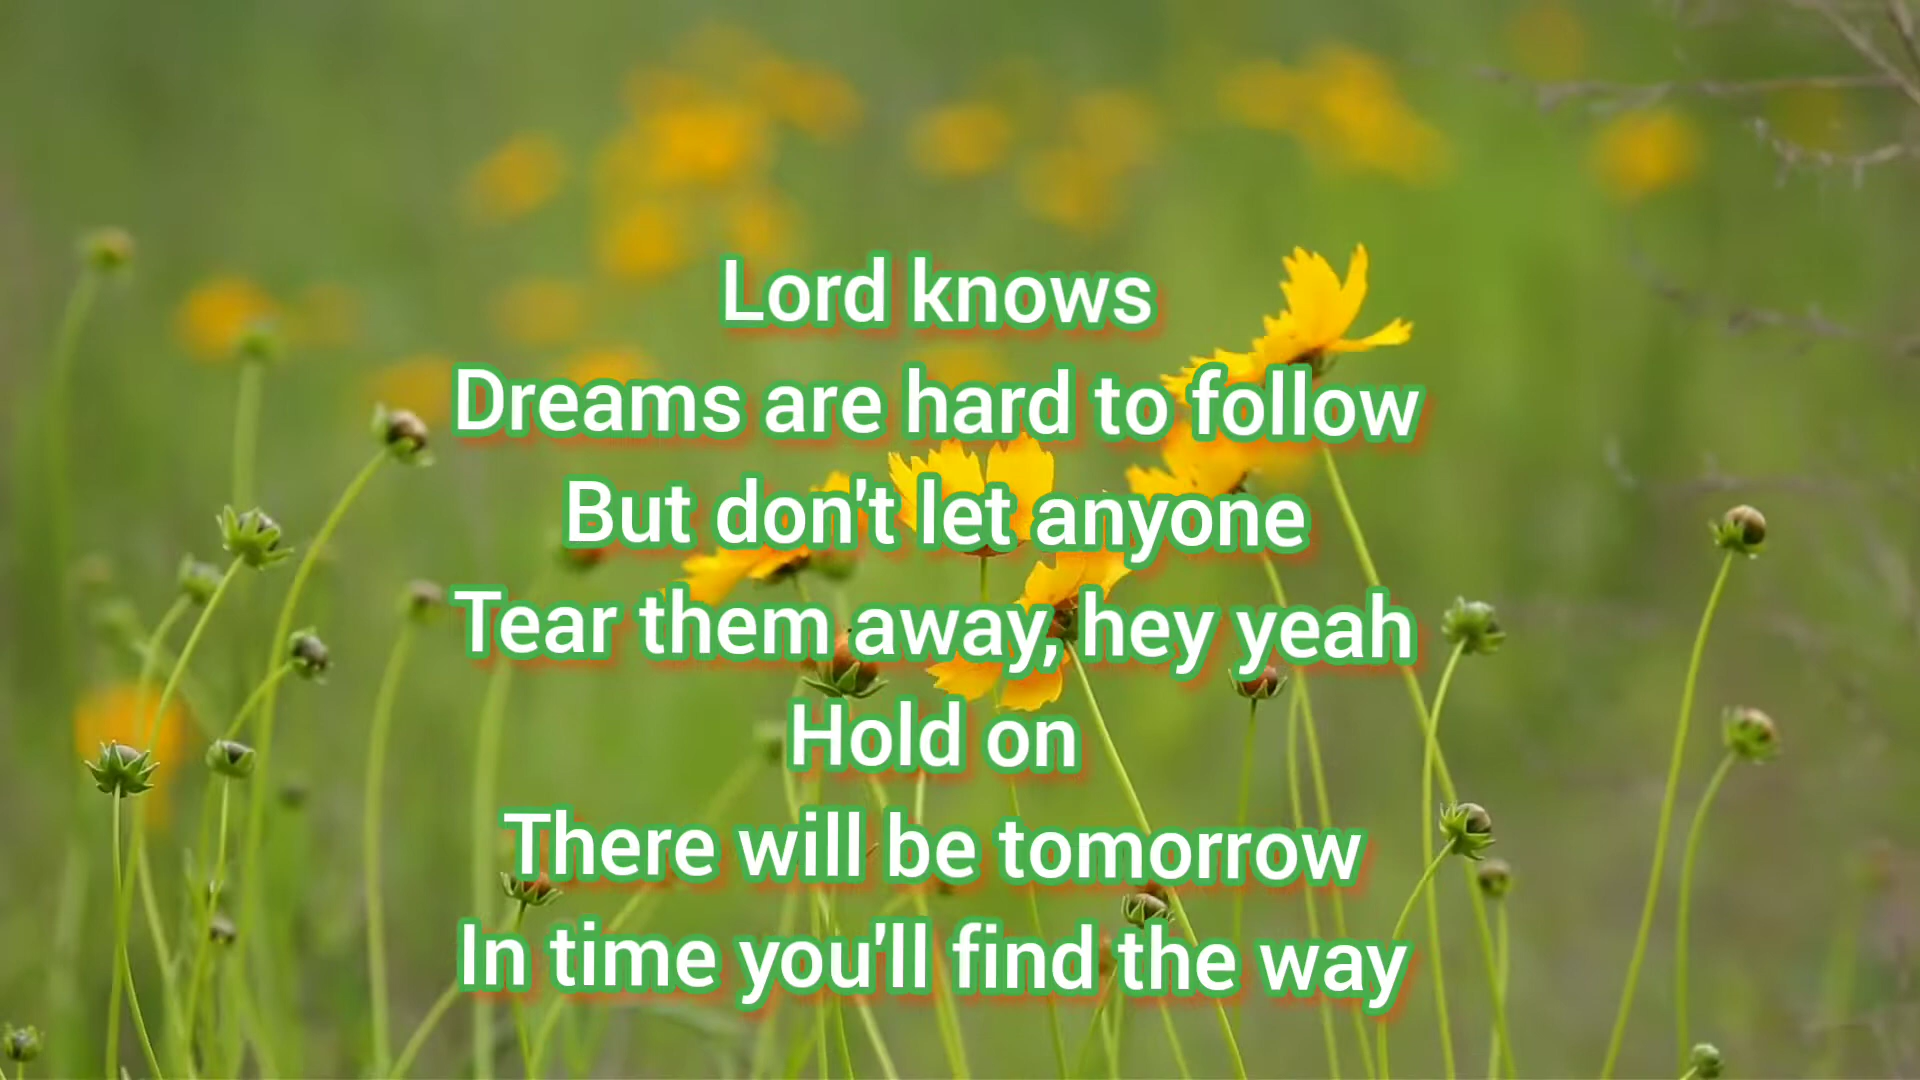 Lord knows
Dreams are hard to follow
But don't let anyone
Tear them away, hey yeah
Hold on
There will be tomorrow
In time you'll find the way